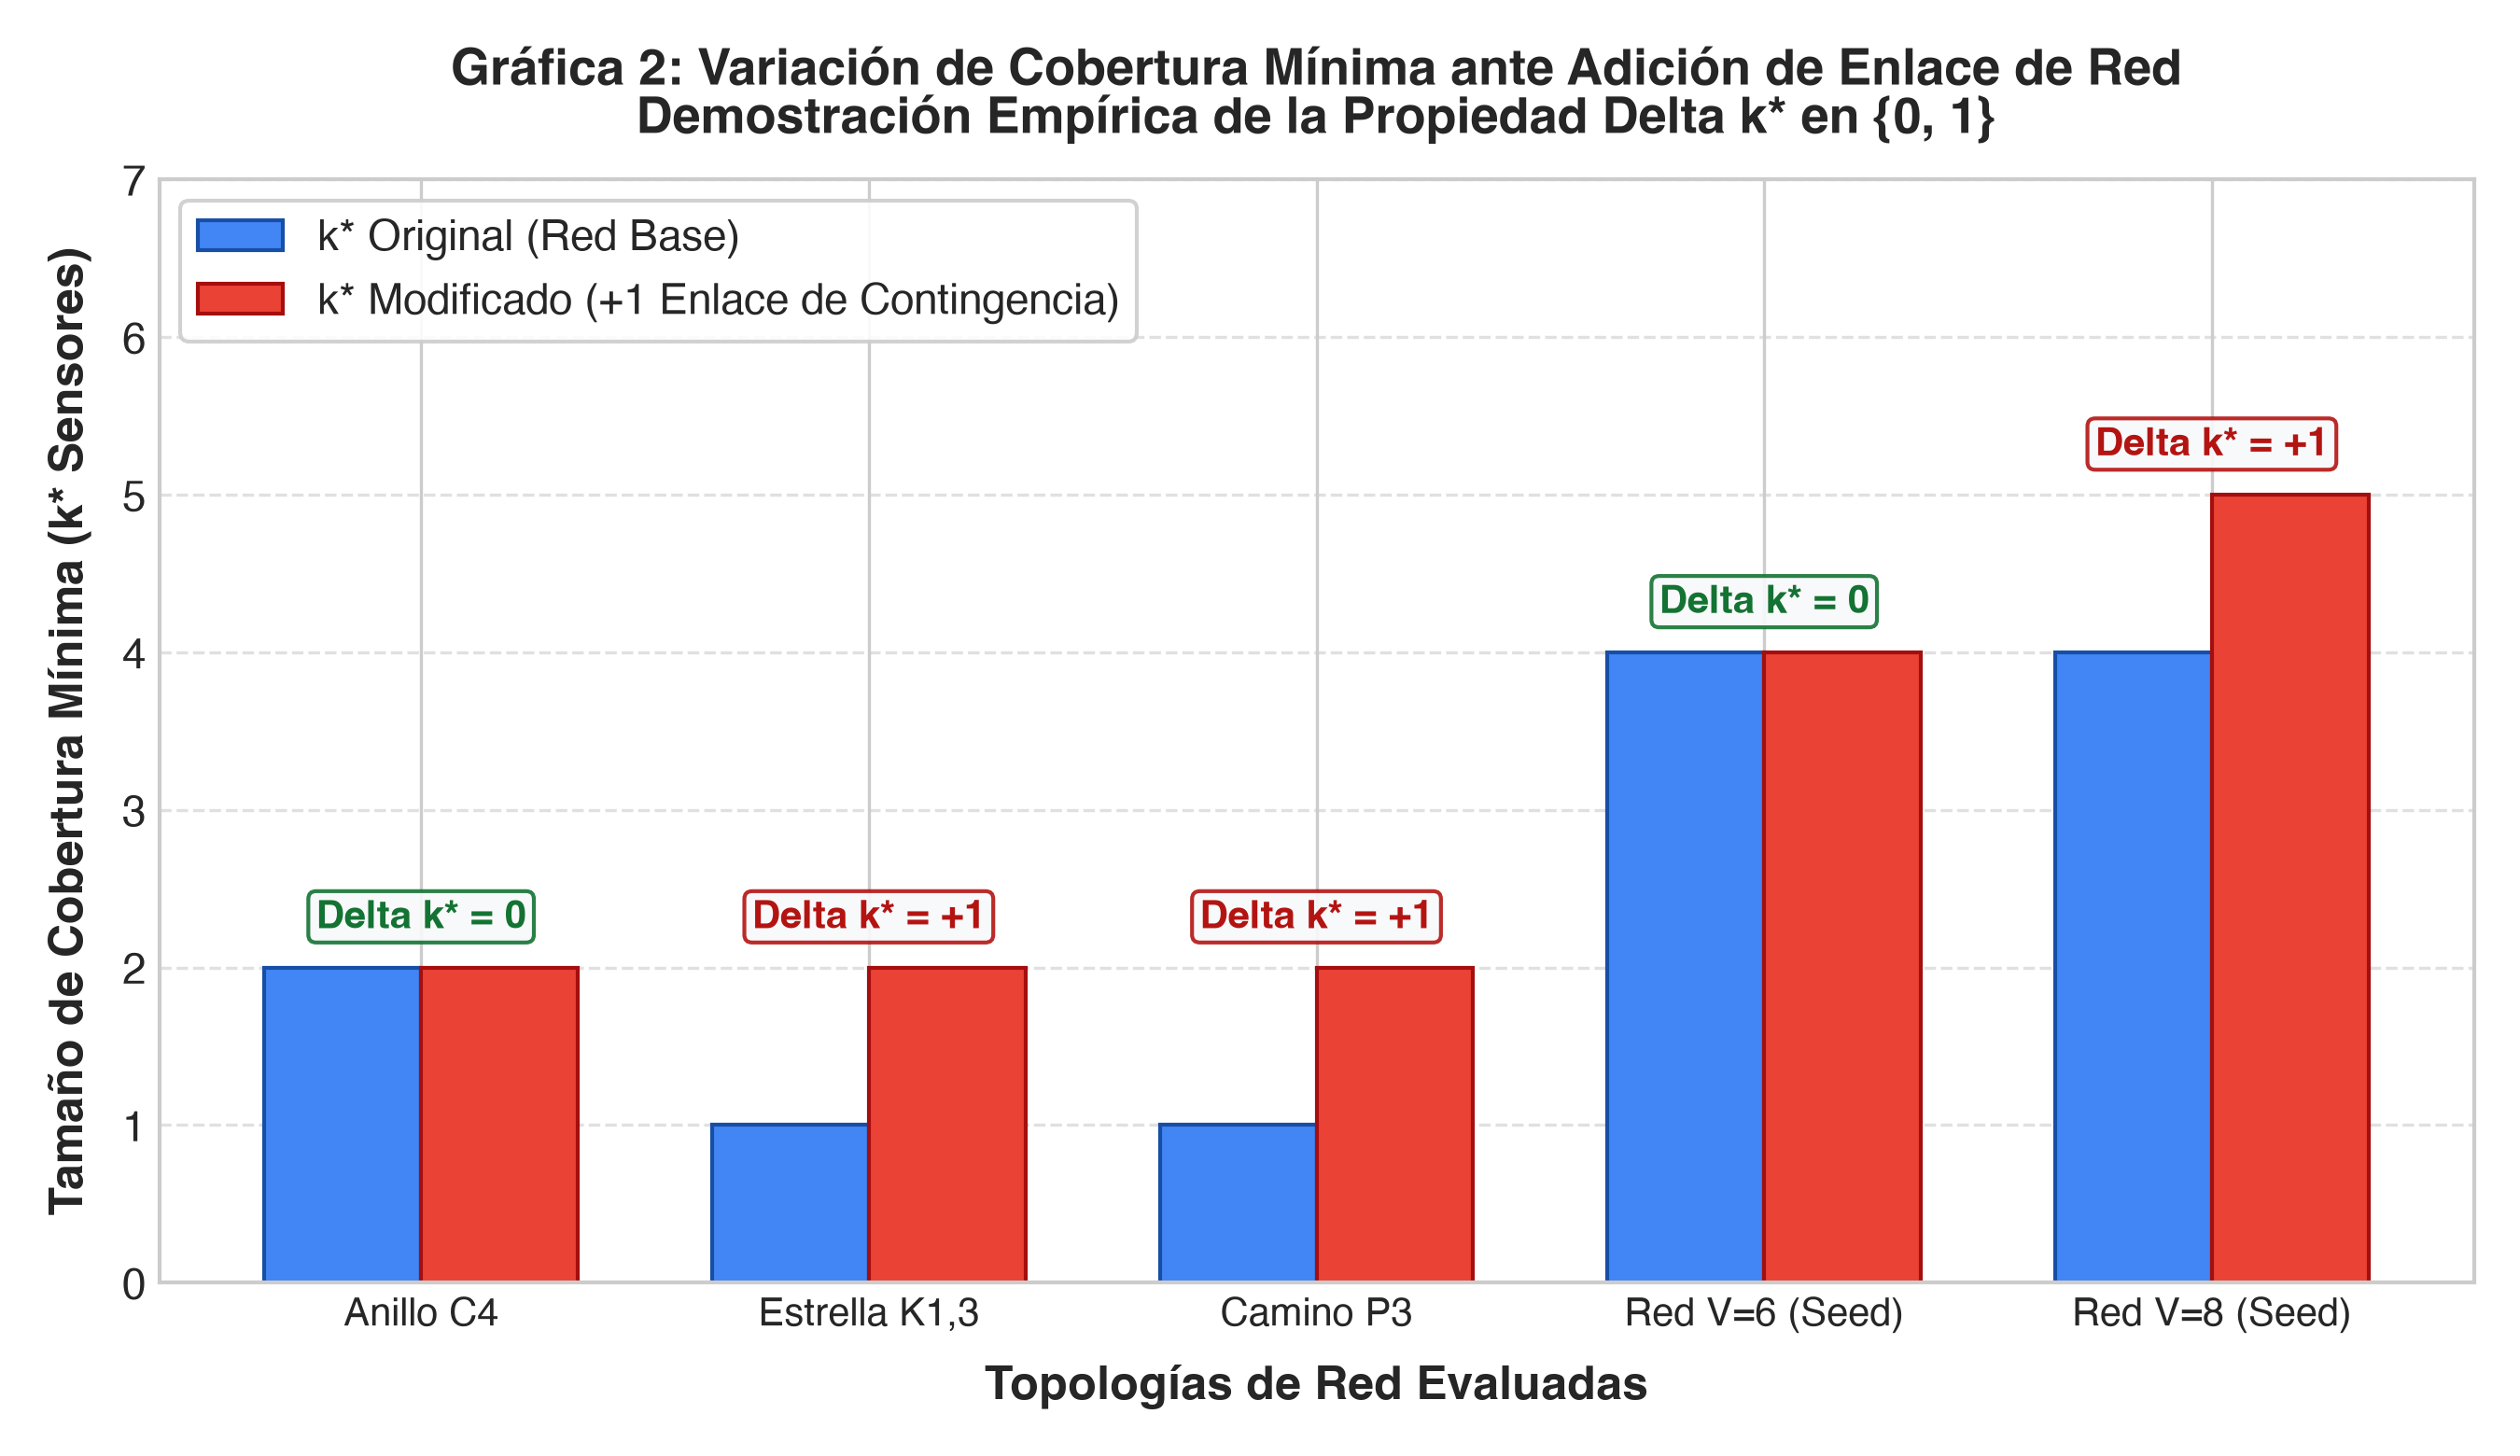 Gráfica 2: Variación de Cobertura Mínima ante Adición de Enlace de Red
Demostración Empírica de la Propiedad Delta k* en {0, 1}
Tamaño de Cobertura Mínima (k* Sensores)
7
6
5
4
3
2
1
0
k* Original (Red Base)
k* Modificado (+1 Enlace de Contingencia)
Delta k* = 0
Delta k* = +1
Delta k* = +1
Delta k* = 0
Delta k* = +1
Anillo C4
Estrella K1,3
Camino P3
Red V=6 (Seed)
Red V=8 (Seed)
Topologías de Red Evaluadas